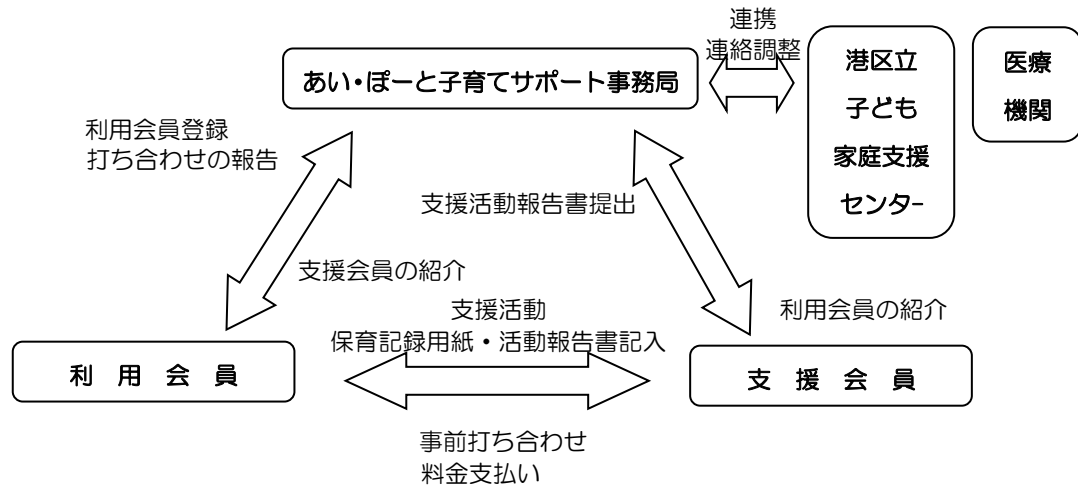 連携
連絡調整
あい・ぽーと子育てサポート事務局
港区立
子ども
家庭支援
センター
医療
機関
利用会員登録
打ち合わせの報告
支援活動報告書提出
支援会員の紹介
利用会員の紹介
支援活動
保育記録用紙・活動報告書記入
利 用 会 員
支 援 会 員
事前打ち合わせ
料金支払い